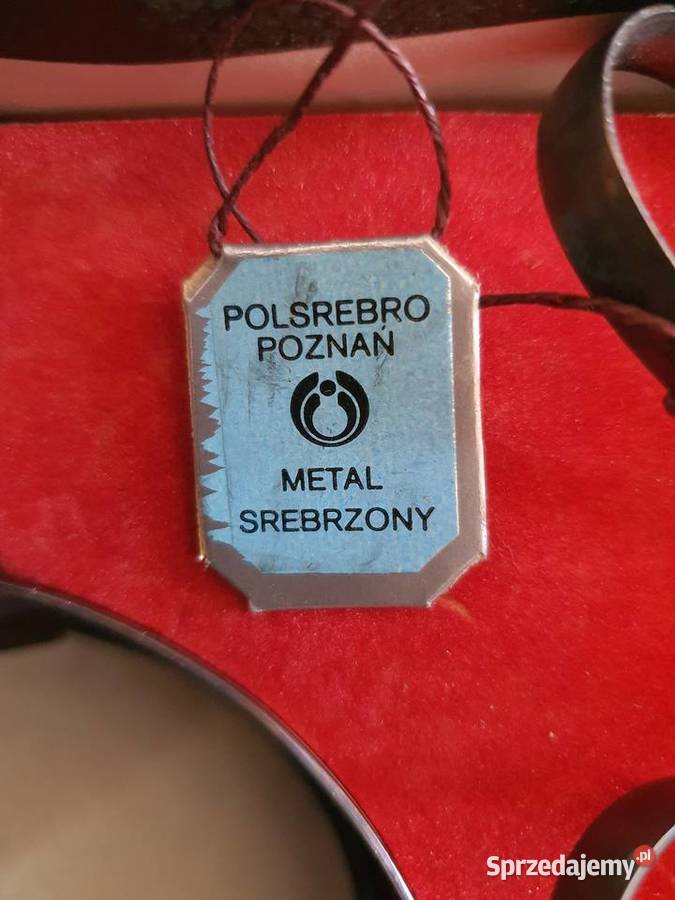 POLSREBRO
POZNAŃ
METAL
SREBRZONY
Sprzedajemy.pl